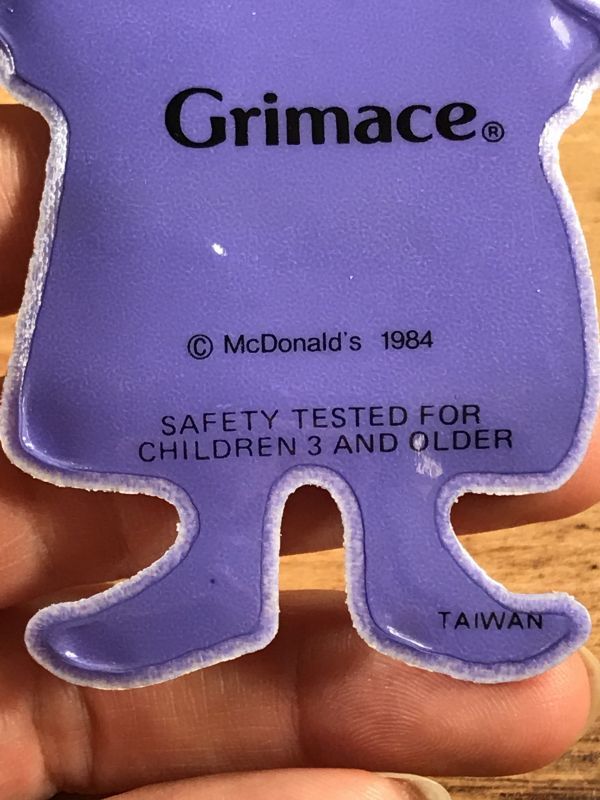 Grimace®
© McDonald's 1984
SAFETY TESTED FOR
CHILDREN 3 AND OLDER
TAIWAN